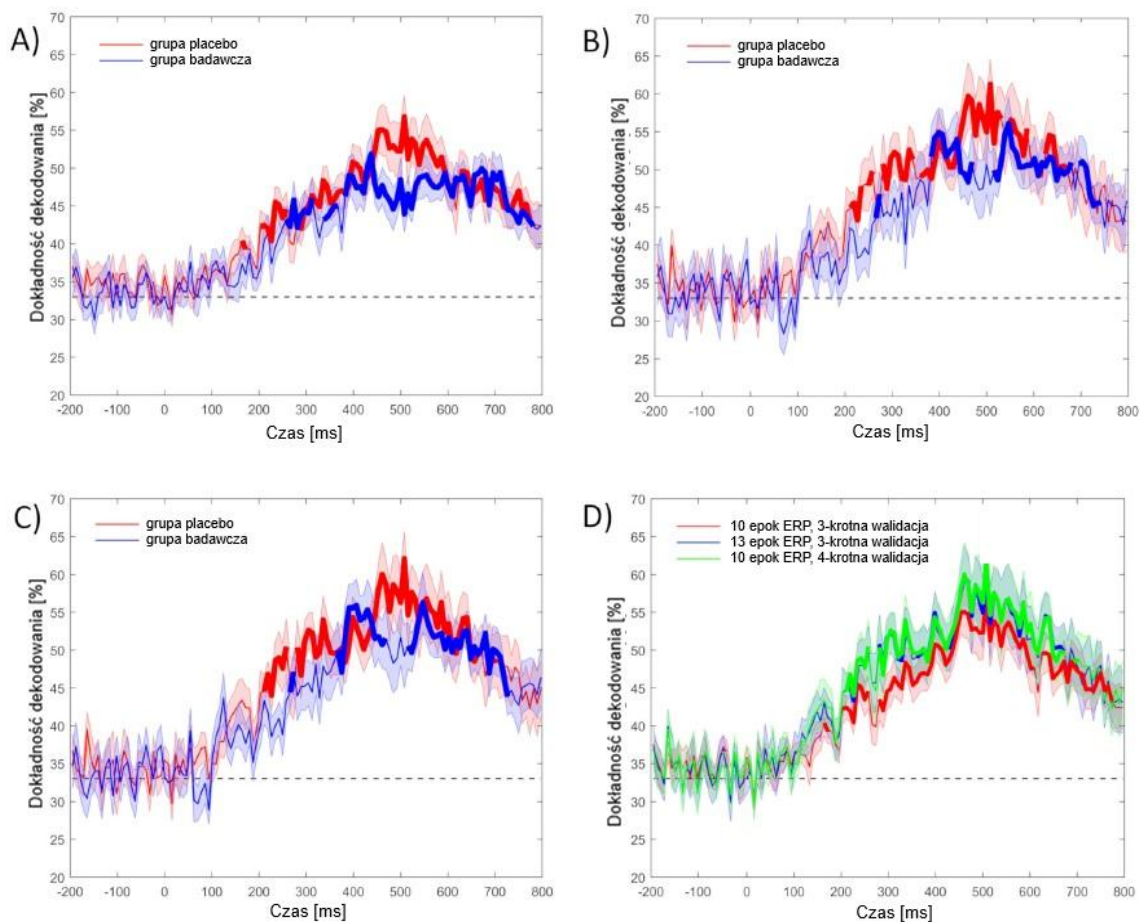 A)
grupa placebo
grupa badawcza
Dokładność dekodowania [%]
70
65
60
55
50
45
40
35
30
25
20
-200 -100 0 100 200 300 400 500 600 700 800
Czas [ms]
B)
grupa placebo
grupa badawcza
Dokładność dekodowania [%]
70
65
60
55
50
45
40
35
30
25
20
-200 -100 0 100 200 300 400 500 600 700 800
Czas [ms]
C)
grupa placebo
grupa badawcza
Dokładność dekodowania [%]
70
65
60
55
50
45
40
35
30
25
20
-200 -100 0 100 200 300 400 500 600 700 800
Czas [ms]
D)
10 epok ERP, 3-krotna walidacja
13 epok ERP, 3-krotna walidacja
10 epok ERP, 4-krotna walidacja
Dokładność dekodowania [%]
70
65
60
55
50
45
40
35
30
25
20
-200 -100 0 100 200 300 400 500 600 700 800
Czas [ms]